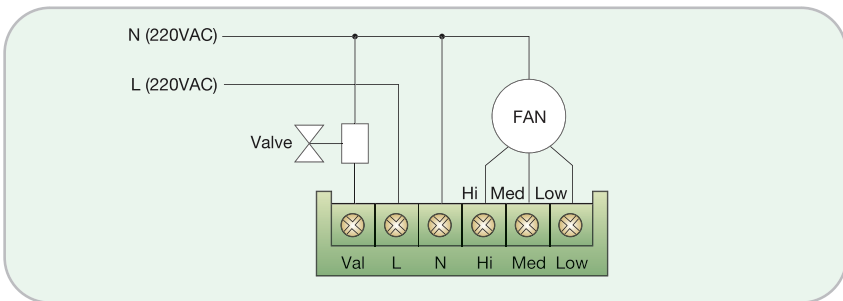 N (220VAC)
L (220VAC)
FAN
Valve
Hi Med Low
Val L N Hi Med Low